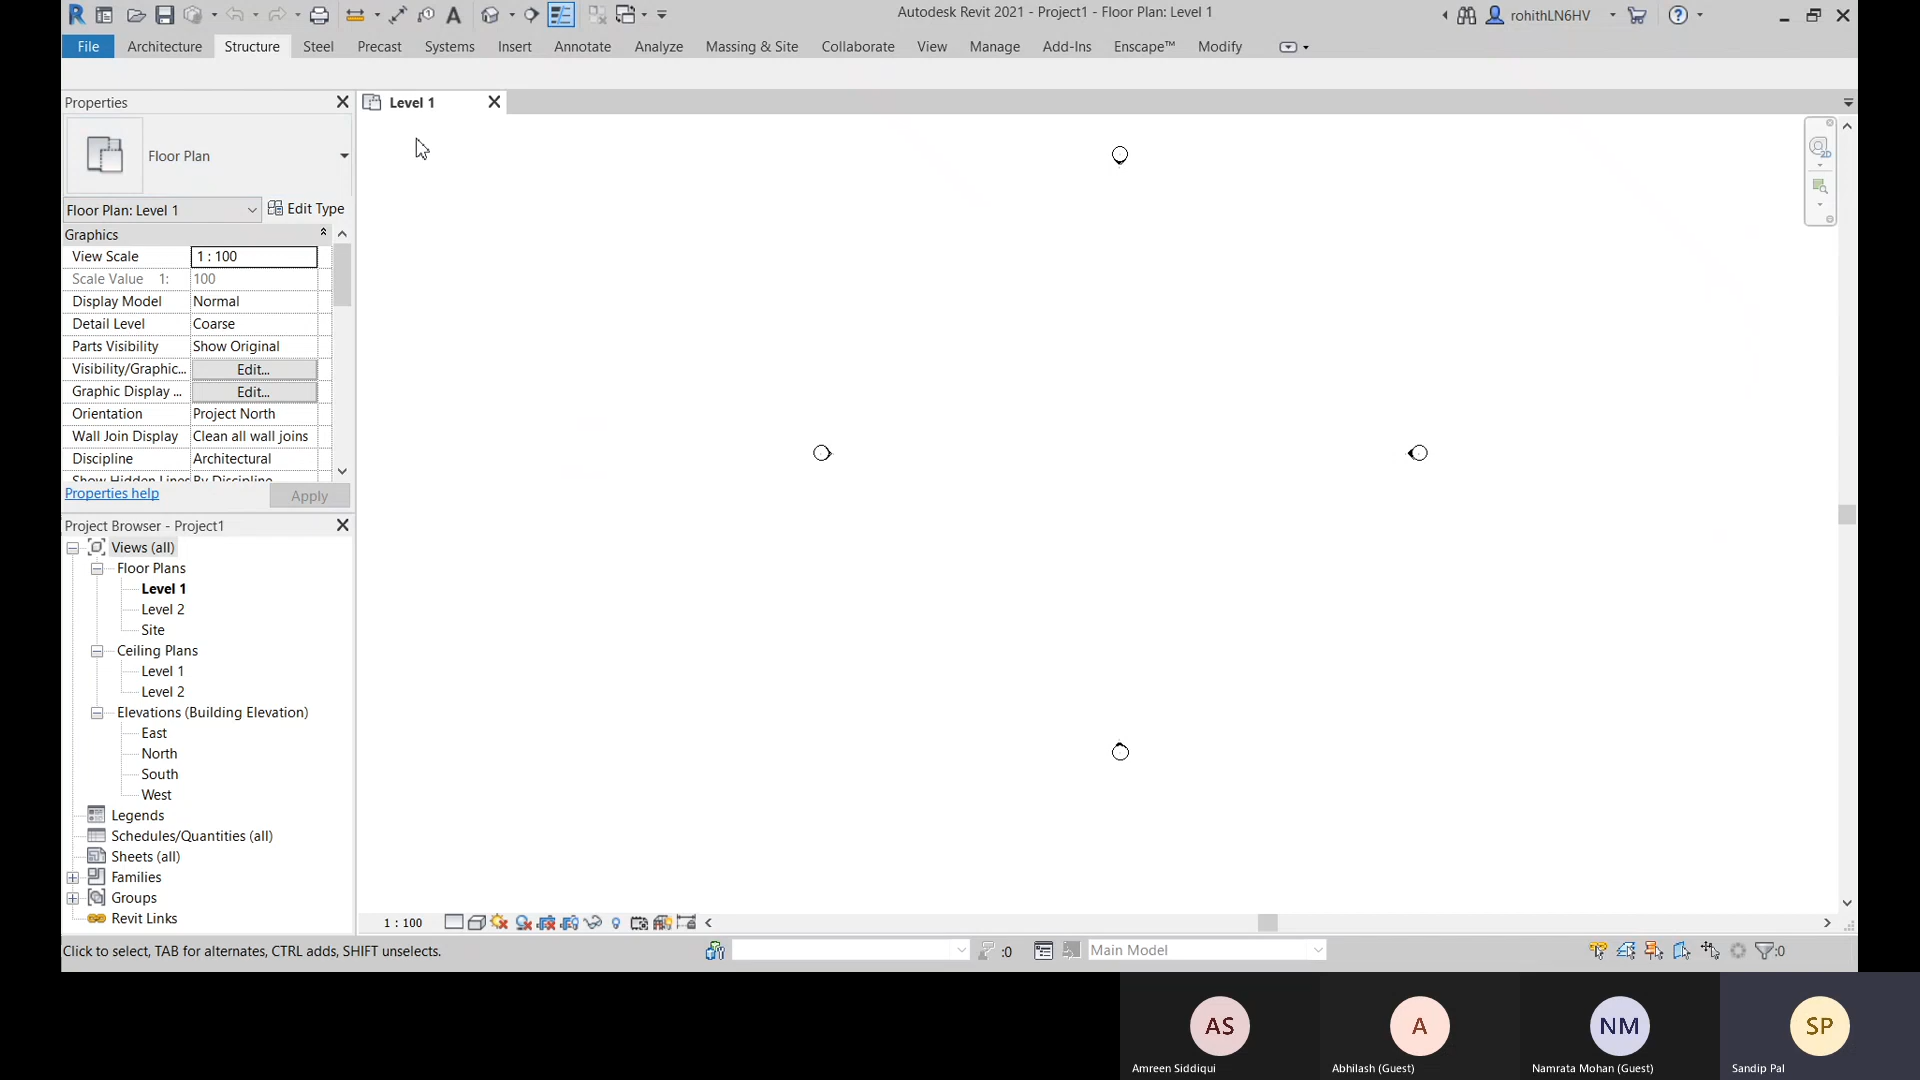 Autodesk Revit 2021 - Project1 - Floor Plan: Level 1
rohithLN6HV
File Architecture Structure Steel Precast Systems Insert Annotate Analyze Massing & Site Collaborate View Manage Add-Ins Enscape™ Modify
Properties
Level 1
Floor Plan
Floor Plan: Level 1
Edit Type
Graphics
View Scale 1 : 100
Scale Value 1: 100
Display Model Normal
Detail Level Coarse
Parts Visibility Show Original
Visibility/Graphic... Edit...
Graphic Display ... Edit...
Orientation Project North
Wall Join Display Clean all wall joins
Discipline Architectural
Show Hidden Lines By Discipline
Properties help Apply
Project Browser - Project1
Views (all)
Floor Plans
Level 1
Level 2
Site
Ceiling Plans
Level 1
Level 2
Elevations (Building Elevation)
East
North
South
West
Legends
Schedules/Quantities (all)
Sheets (all)
Families
Groups
Revit Links
1 : 100
Click to select, TAB for alternates, CTRL adds, SHIFT unselects.
:0
Main Model
:0
AS
A
NM
SP
Amreen Siddiqui
Abhilash (Guest)
Namrata Mohan (Guest)
Sandip Pal